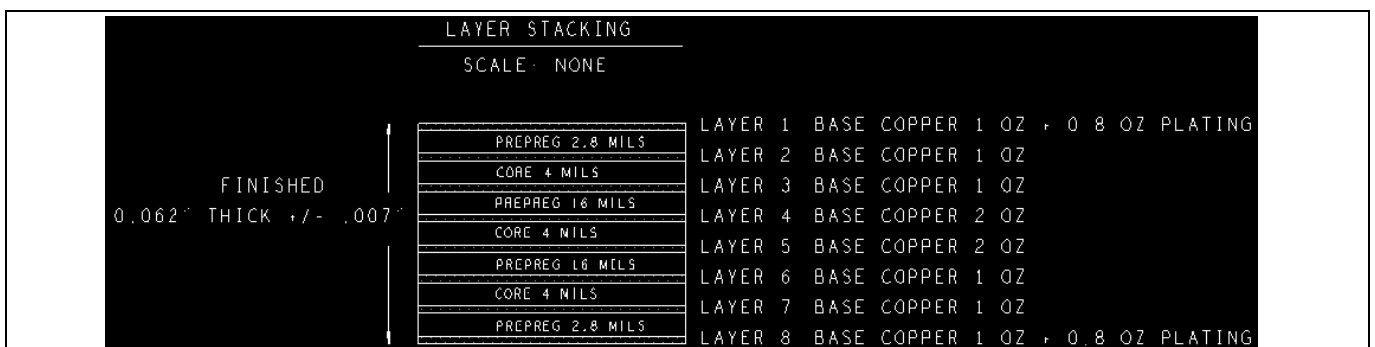 LAYER STACKING
SCALE: NONE
LAYER 1 BASE COPPER 1 OZ + 0.8 OZ PLATING
PREPREG 2.8 MILS
LAYER 2 BASE COPPER 1 OZ
CORE 4 MILS
LAYER 3 BASE COPPER 1 OZ
FINISHED
PREPREG 16 MILS
0.062" THICK +/- .007"
LAYER 4 BASE COPPER 2 OZ
CORE 4 MILS
LAYER 5 BASE COPPER 2 OZ
PREPREG 16 MILS
LAYER 6 BASE COPPER 1 OZ
CORE 4 MILS
LAYER 7 BASE COPPER 1 OZ
PREPREG 2.8 MILS
LAYER 8 BASE COPPER 1 OZ + 0.8 OZ PLATING